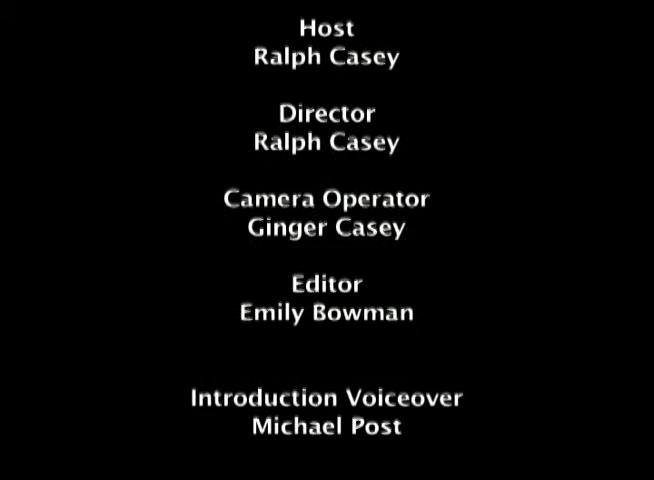 Host
Ralph Casey
Director
Ralph Casey
Camera Operator
Ginger Casey
Editor
Emily Bowman
Introduction Voiceover
Michael Post